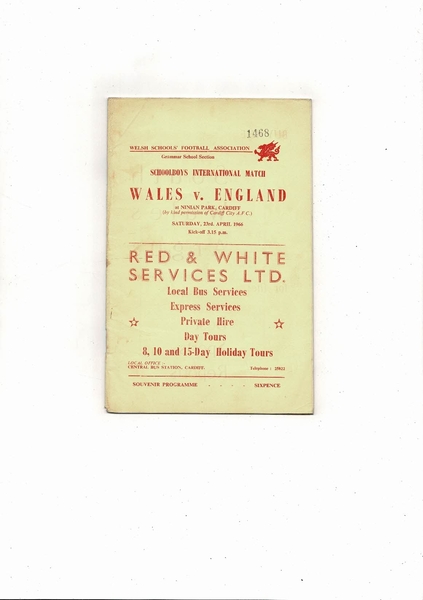 1468
WELSH SCHOOLS' FOOTBALL ASSOCIATION
Grammar School Section
SCHOOLBOYS INTERNATIONAL MATCH
WALES v. ENGLAND
at NINIAN PARK, CARDIFF
(by kind permission of Cardiff City A.F.C.)
SATURDAY, 23rd. APRIL 1966
Kick-off 3.15 p.m.
RED & WHITE
SERVICES LTD.
Local Bus Services
Express Services
Private Hire
Day Tours
8, 10 and 15-Day Holiday Tours
LOCAL OFFICE -
CENTRAL BUS STATION, CARDIFF. Telephone :
SOUVENIR PROGRAMME - - - - - SIXPENCE